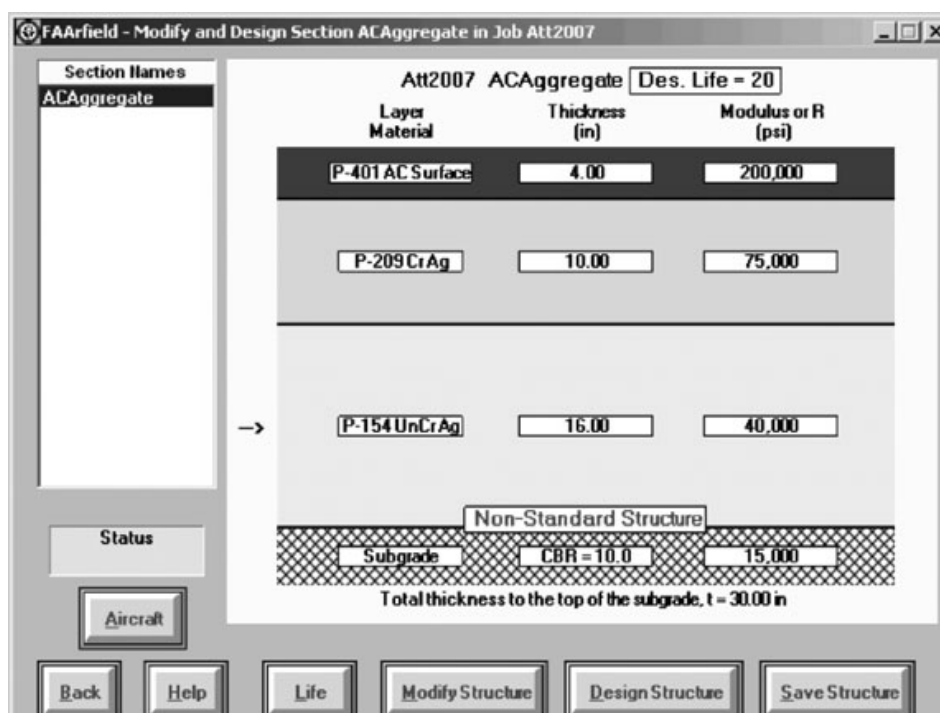 FAArfield - Modify and Design Section ACAggregate in Job Att2007
Section Names
ACAggregate
Att2007 ACAggregate Des. Life = 20
Layer Material Thickness (in) Modulus or R (psi)
P-401 AC Surface 4.00 200,000
P-209 CrAg 10.00 75,000
--> P-154 UnCrAg 16.00 40,000
Non-Standard Structure
Subgrade CBR = 10.0 15,000
Total thickness to the top of the subgrade, t = 30.00 in
Status
Aircraft
Back Help Life Modify Structure Design Structure Save Structure